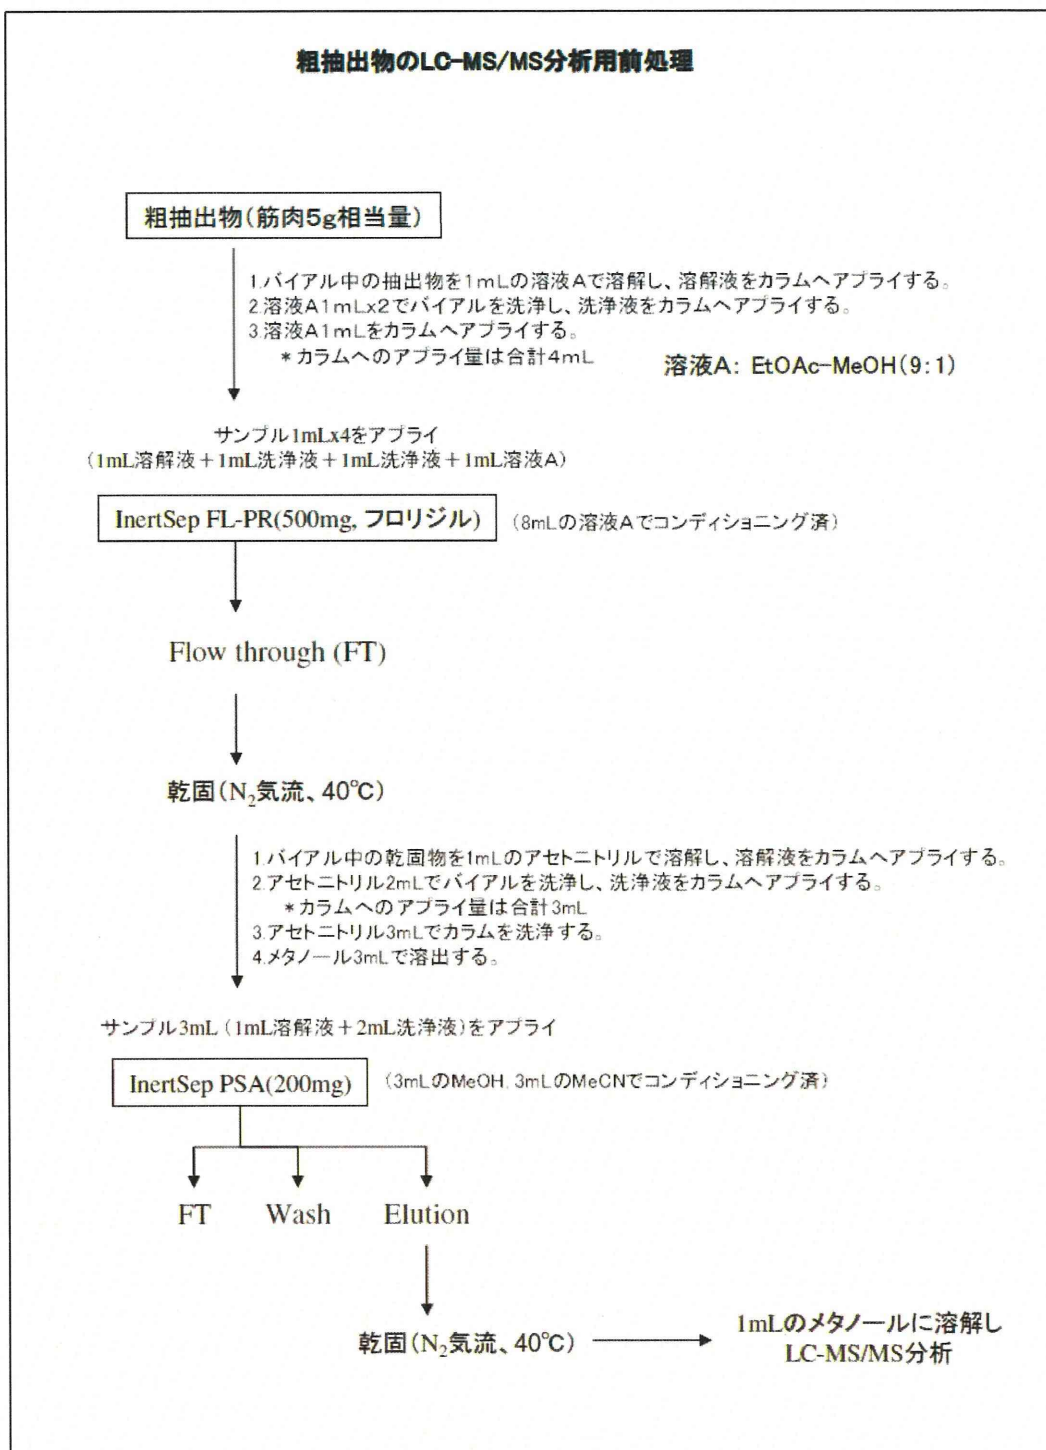 粗抽出物のLC-MS/MS分析用前処理
粗抽出物(筋肉5g相当量)
1.バイアル中の抽出物を1mLの溶液Aで溶解し、溶解液をカラムへアプライする。
2.溶液A1mLx2でバイアルを洗浄し、洗浄液をカラムへアプライする。
3.溶液A1mLをカラムへアプライする。
*カラムへのアプライ量は合計4mL
溶液A: EtOAc-MeOH(9:1)
サンプル1mLx4をアプライ
(1mL溶解液+1mL洗浄液+1mL洗浄液+1mL溶液A)
InertSep FL-PR(500mg, フロリジル)
(8mLの溶液Aでコンディショニング済)
Flow through (FT)
乾固(N₂気流、40℃)
1.バイアル中の乾固物を1mLのアセトニトリルで溶解し、溶解液をカラムへアプライする。
2.アセトニトリル2mLでバイアルを洗浄し、洗浄液をカラムへアプライする。
*カラムへのアプライ量は合計3mL
3.アセトニトリル3mLでカラムを洗浄する。
4.メタノール3mLで溶出する。
サンプル3mL (1mL溶解液+2mL洗浄液)をアプライ
InertSep PSA(200mg)
(3mLのMeOH, 3mLのMeCNでコンディショニング済)
FT Wash Elution
乾固(N₂気流、40℃)
1mLのメタノールに溶解し
LC-MS/MS分析